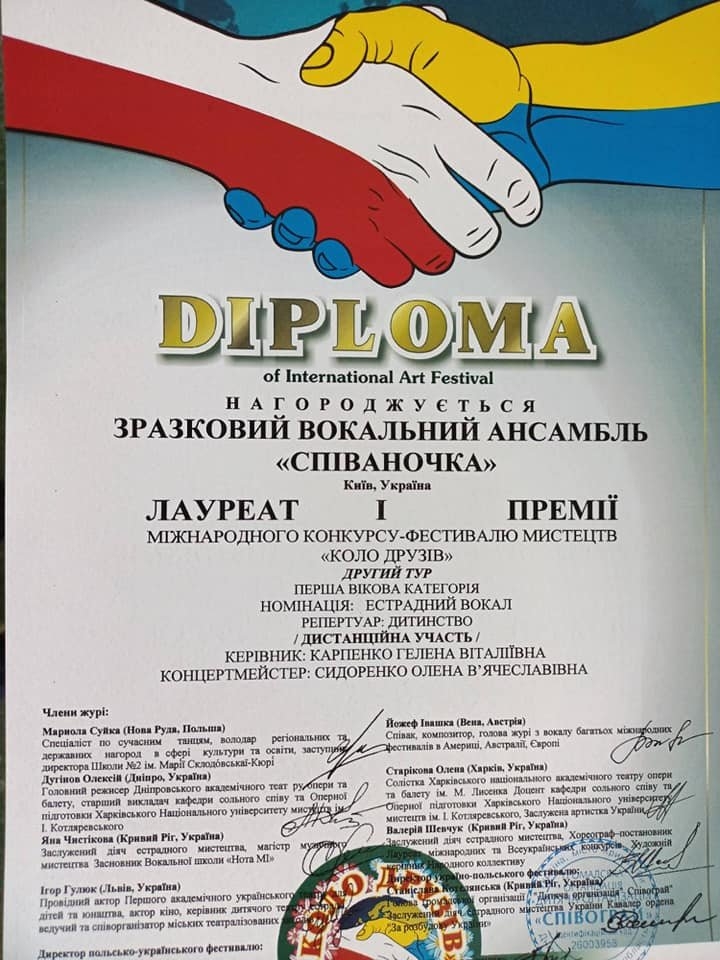 DIPLOMA
of International Art Festival
НАГОРОДЖУЄТЬСЯ
ЗРАЗКОВИЙ ВОКАЛЬНИЙ АНСАМБЛЬ
«СПІВАНОЧКА»
Київ, Україна
ЛАУРЕАТ І ПРЕМІЇ
МІЖНАРОДНОГО КОНКУРСУ-ФЕСТИВАЛЮ МИСТЕЦТВ
«КОЛО ДРУЗІВ»
ДРУГИЙ ТУР
ПЕРША ВІКОВА КАТЕГОРІЯ
НОМІНАЦІЯ: ЕСТРАДНИЙ ВОКАЛ
РЕПЕРТУАР: ДИТИНСТВО
/ ДИСТАНЦІЙНА УЧАСТЬ /
КЕРІВНИК: КАРПЕНКО ГЕЛЕНА ВІТАЛІЇВНА
КОНЦЕРТМЕЙСТЕР: СИДОРЕНКО ОЛЕНА В'ЯЧЕСЛАВІВНА
Члени журі:
Мариола Суйка (Нова Руда, Польша)
Спеціаліст по сучасним танцям, володар регіональних та
державних нагород в сфері культури та освіти, заступник
директора Школи №2 ім. Марії Склодовської-Кюрі
Дугінов Олексій (Дніпро, Україна)
Головний режисер Дніпровського академічного театру опери та
балету, старший викладач кафедри сольного співу та Оперної
підготовки Харківського Національного університету мистецтв ім
І. Котляревського
Яна Чистікова (Кривий Ріг, Україна)
Заслужений діяч естрадного мистецтва, магістр музичного
мистецтва Засновник Вокальної школи «Нота МІ»
Ігор Гулюк (Львів, Україна)
Провідний актор Першого академічного українського театру для
дітей та юнацтва, актор кіно, керівник дитячого театру
ведучий та співорганізатор міських театралізованих
Директор польсько-українського фестивалю:
Йожеф Івашка (Вена, Австрія)
Співак, композитор, голова журі з вокалу багатьох міжнародних
фестивалів в Америці, Австралії, Європі
Старікова Олена (Харків, Україна)
Солістка Харківського національного академічного театру опери
та балету ім. М. Лисенка Доцент кафедри сольного співу та
Оперної підготовки Харківського Національного університету
мистецтв ім. І. Котляревського, Заслужена артистка України
Валерій Шевчук (Кривий Ріг, Україна)
Заслужений діяч естрадного мистецтва, Хореограф–постановник
Лауреат міжнародних та Всеукраїнських конкурсів Художній
керівник Народного колективу
Директор україно-польського фестивалю:
Станіслава (Кривий Ріг, Україна)
Голова громадської організації "Дитяча організація "Співограй"
Заслужений діяч естрадного мистецтва України Кавалер ордена
"За розбудову України"
КОЛО ДРУЗІВ
26003953